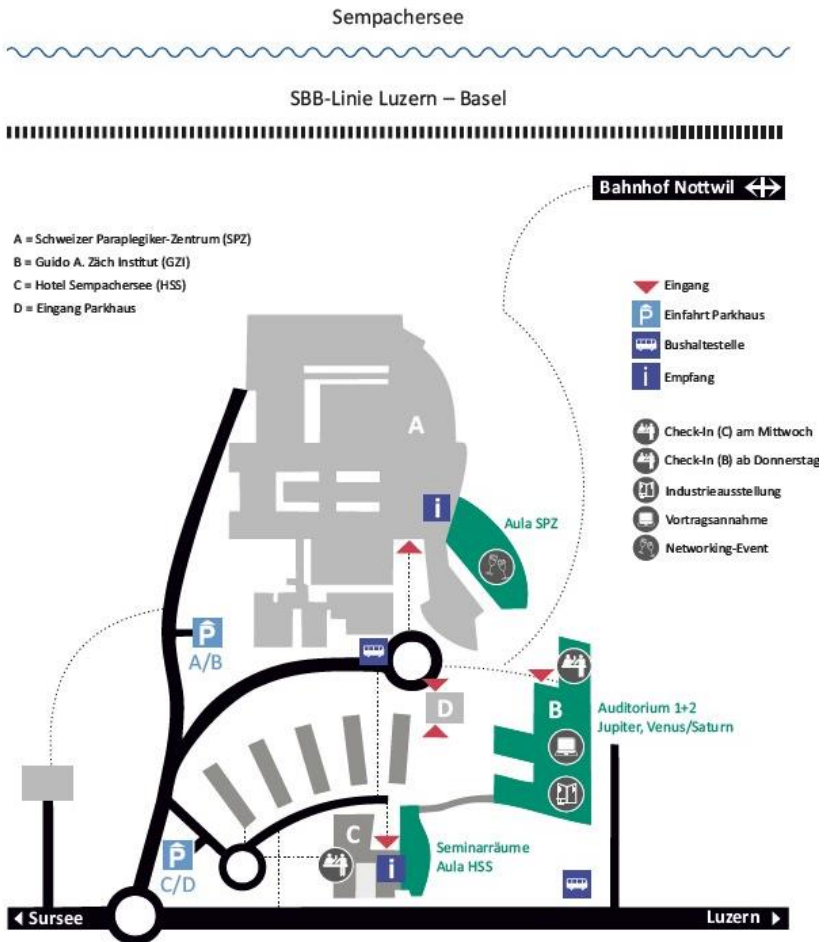 Sempachersee
SBB-Linie Luzern – Basel
Bahnhof Nottwil
A = Schweizer Paraplegiker-Zentrum (SPZ)
B = Guido A. Zäch Institut (GZI)
C = Hotel Sempachersee (HSS)
D = Eingang Parkhaus
Eingang
P Einfahrt Parkhaus
Bushaltestelle
i Empfang
Check-In (C) am Mittwoch
Check-In (B) ab Donnerstag
Industrieausstellung
Vortragsannahme
Networking-Event
A
i
Aula SPZ
P
A/B
D
B
Auditorium 1+2
Jupiter, Venus/Saturn
C
P
C/D
i
Seminarräume
Aula HSS
Sursee
Luzern